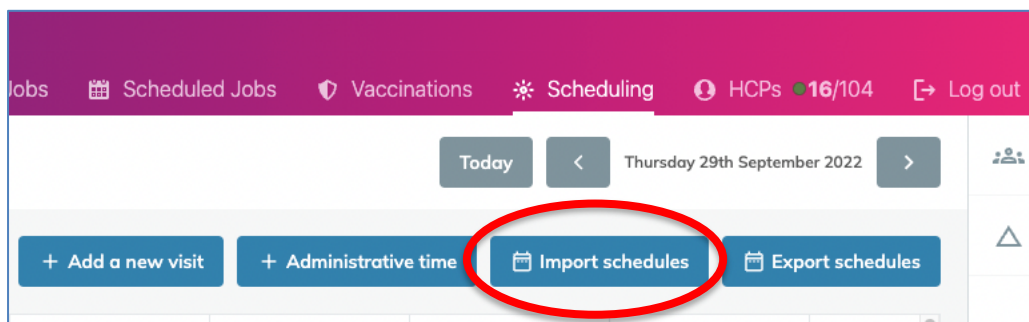 Jobs Scheduled Jobs Vaccinations Scheduling HCPs 16/104 Log out
Today < Thursday 29th September 2022 >
+ Add a new visit + Administrative time Import schedules Export schedules